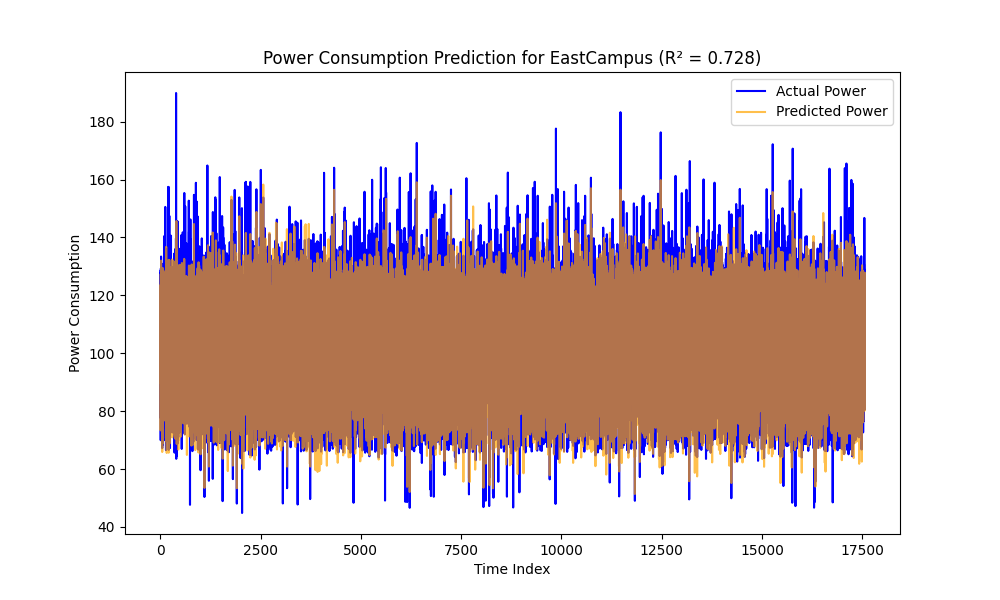 Power Consumption Prediction for EastCampus (R² = 0.728)
Actual Power
Predicted Power
Power Consumption
180
160
140
120
100
80
60
40
0 2500 5000 7500 10000 12500 15000 17500
Time Index